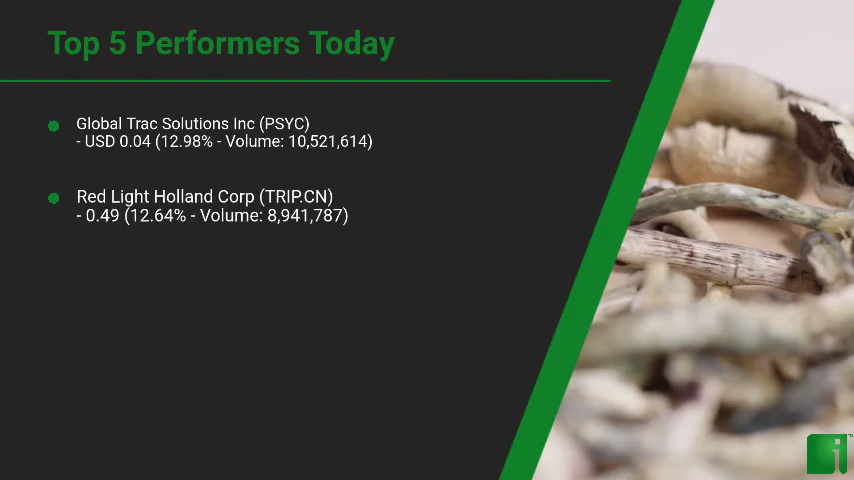 Top 5 Performers Today
Global Trac Solutions Inc (PSYC)
- USD 0.04 (12.98% - Volume: 10,521,614)
Red Light Holland Corp (TRIP.CN)
- 0.49 (12.64% - Volume: 8,941,787)
i™